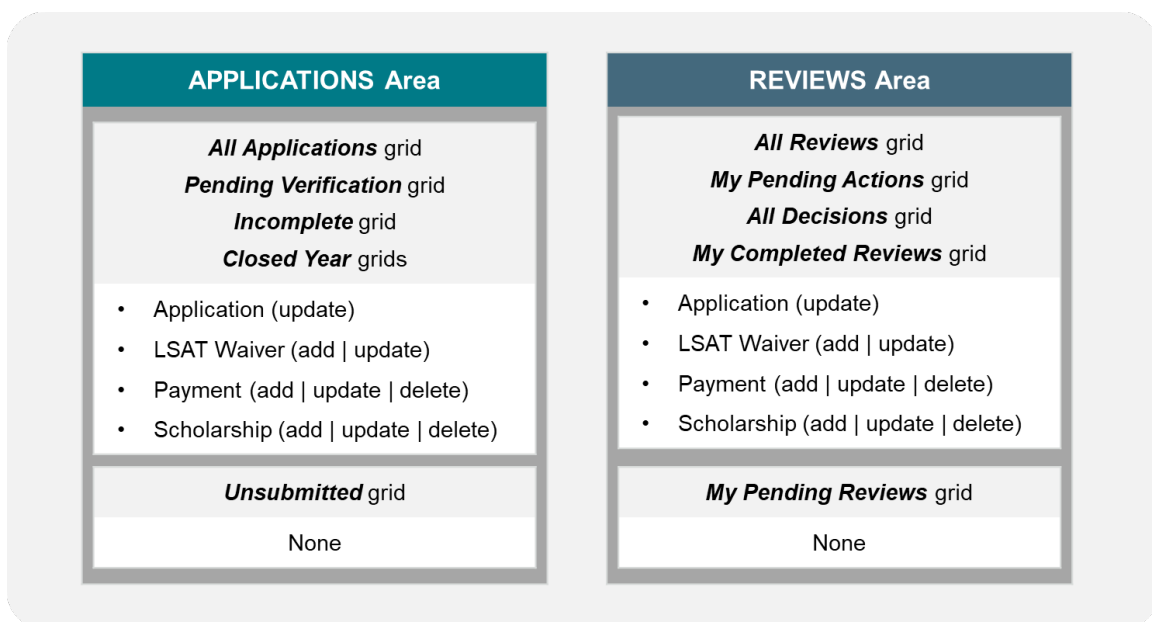 APPLICATIONS Area
All Applications grid
Pending Verification grid
Incomplete grid
Closed Year grids
• Application (update)
• LSAT Waiver (add | update)
• Payment (add | update | delete)
• Scholarship (add | update | delete)
Unsubmitted grid
None
REVIEWS Area
All Reviews grid
My Pending Actions grid
All Decisions grid
My Completed Reviews grid
• Application (update)
• LSAT Waiver (add | update)
• Payment (add | update | delete)
• Scholarship (add | update | delete)
My Pending Reviews grid
None